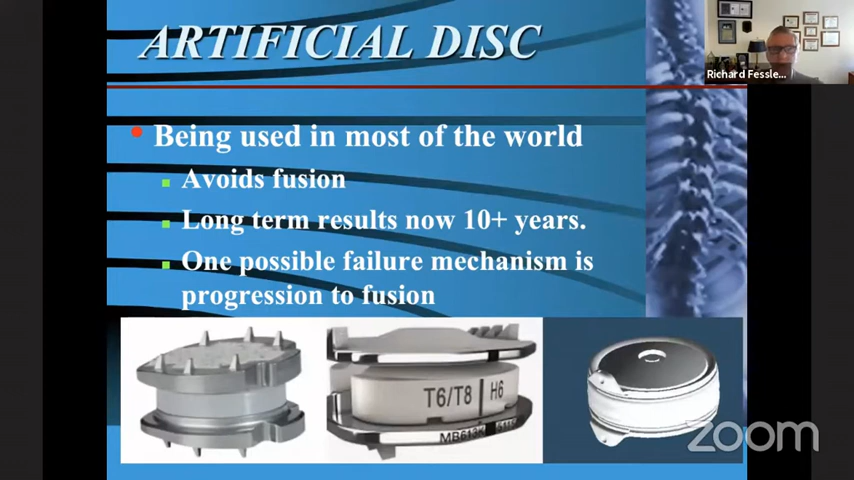 ARTIFICIAL DISC
Richard Fessle...
Being used in most of the world
Avoids fusion
Long term results now 10+ years.
One possible failure mechanism is
progression to fusion
T6/T8 H6
zoom